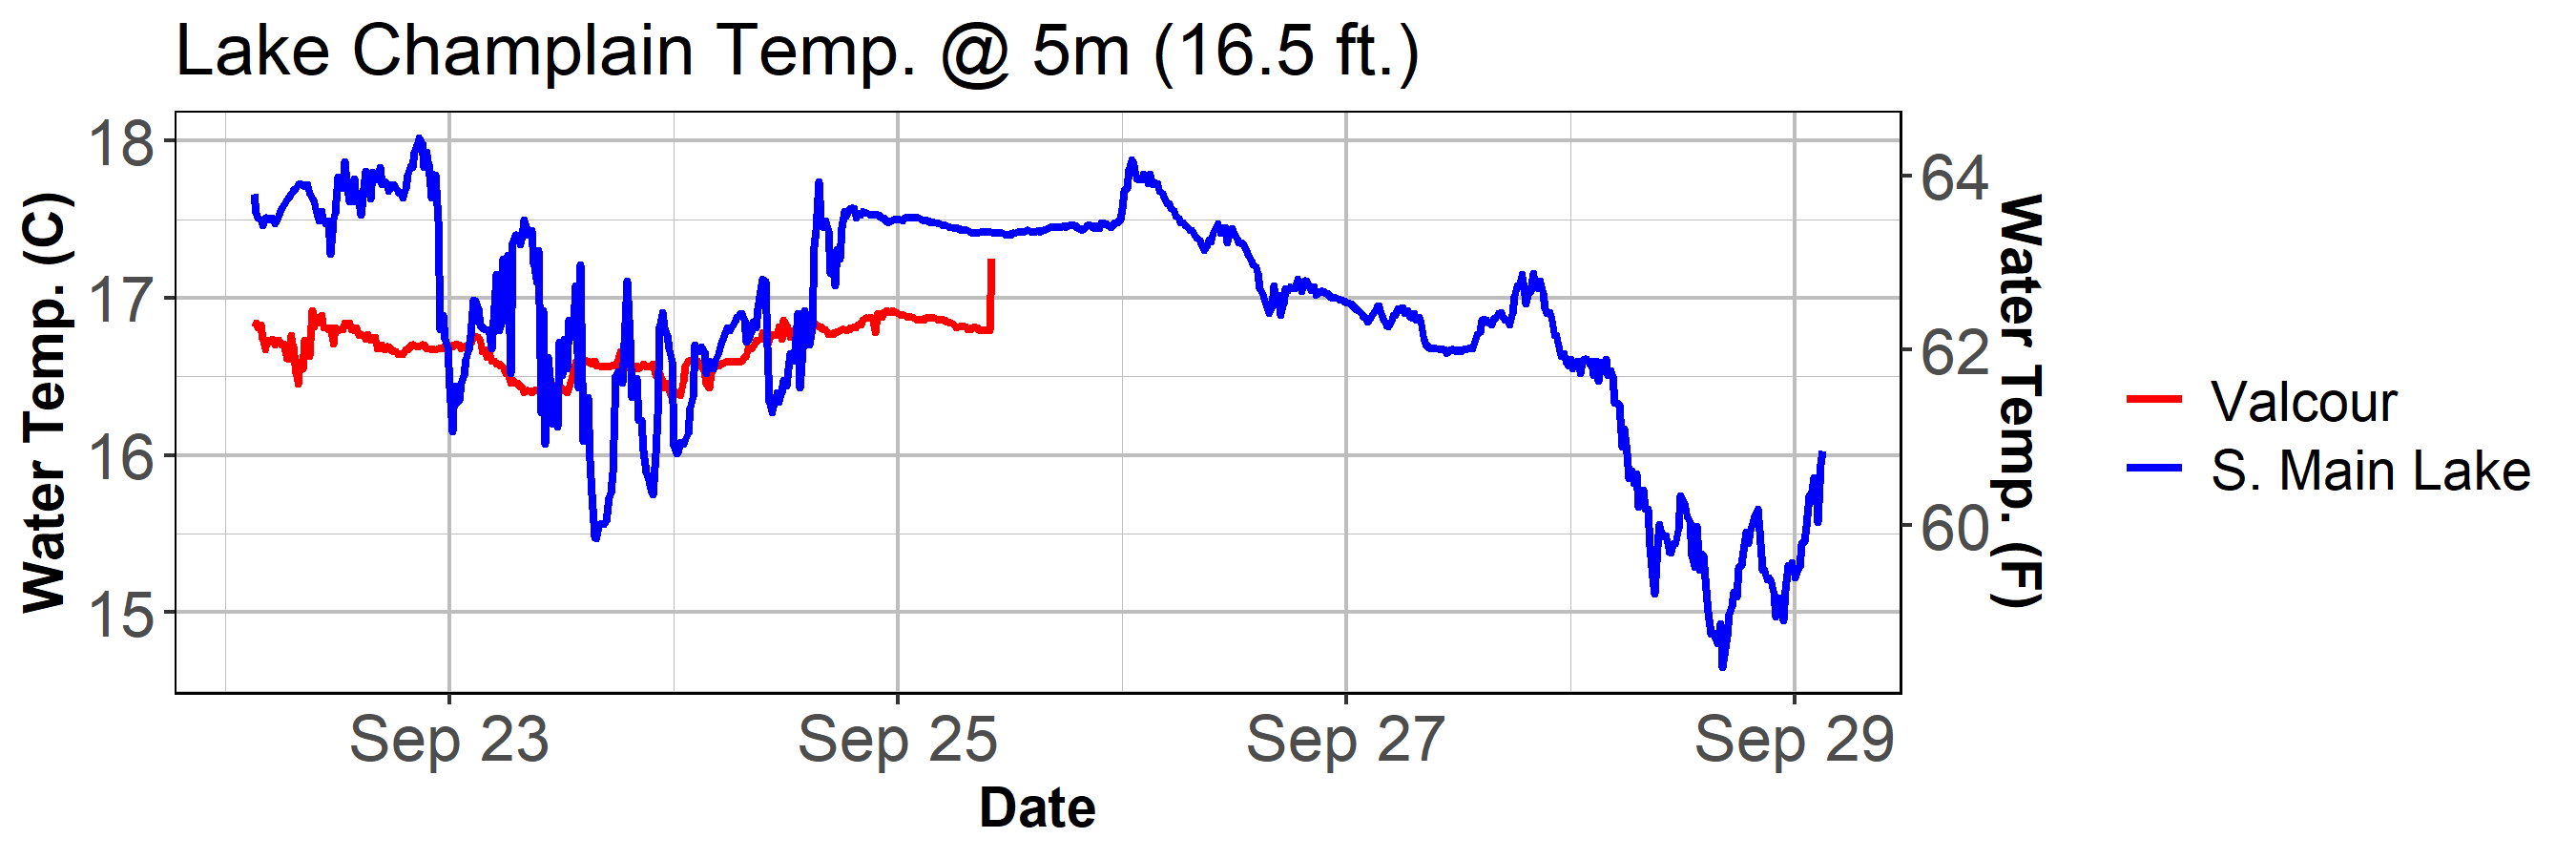 Lake Champlain Temp. @ 5m (16.5 ft.)
Water Temp. (C)
18
17
16
15
64
62
60
Water Temp. (F)
Sep 23
Sep 25
Sep 27
Sep 29
Date
Valcour
S. Main Lake